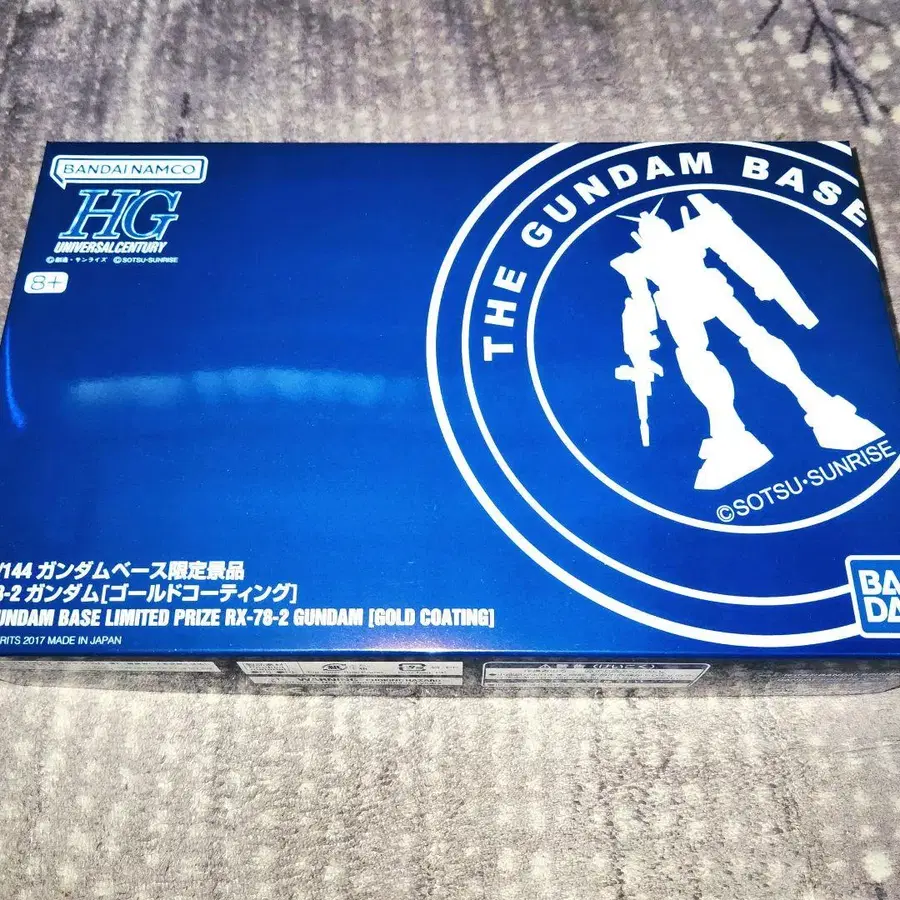 BANDAI NAMCO
HG
UNIVERSAL CENTURY
©創通・サンライズ ©SOTSU・SUNRISE
8+
THE GUNDAM BASE
©SOTSU・SUNRISE
/144 ガンダムベース限定景品
-2 ガンダム[ゴールドコーティング]
UNDAM BASE LIMITED PRIZE RX-78-2 GUNDAM [GOLD COATING]
RITS 2017 MADE IN JAPAN
BA
DA